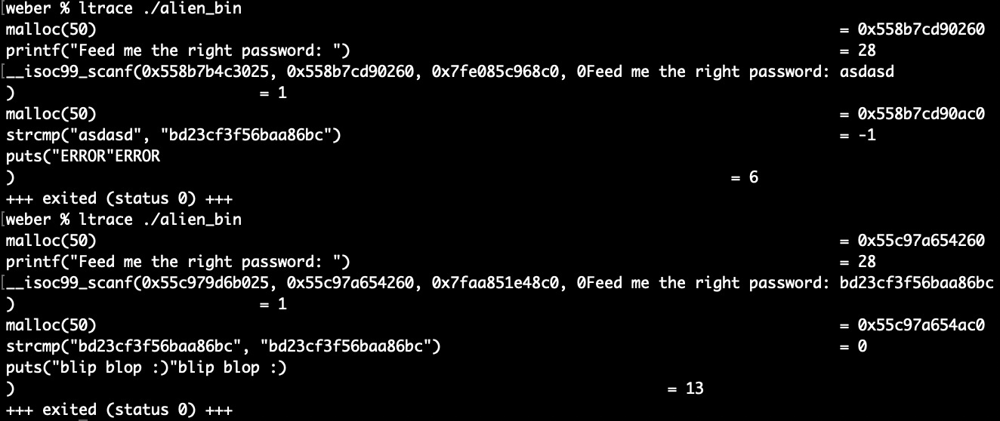 weber % ltrace ./alien_bin
malloc(50) = 0x558b7cd90260
printf("Feed me the right password: ") = 28
__isoc99_scanf(0x558b7b4c3025, 0x558b7cd90260, 0x7fe085c968c0, 0Feed me the right password: asdasd
) = 1
malloc(50) = 0x558b7cd90ac0
strcmp("asdasd", "bd23cf3f56baa86bc") = -1
puts("ERROR"ERROR
) = 6
+++ exited (status 0) +++
weber % ltrace ./alien_bin
malloc(50) = 0x55c97a654260
printf("Feed me the right password: ") = 28
__isoc99_scanf(0x55c979d6b025, 0x55c97a654260, 0x7faa851e48c0, 0Feed me the right password: bd23cf3f56baa86bc
) = 1
malloc(50) = 0x55c97a654ac0
strcmp("bd23cf3f56baa86bc", "bd23cf3f56baa86bc") = 0
puts("blip blop :)"blip blop :)
) = 13
+++ exited (status 0) +++